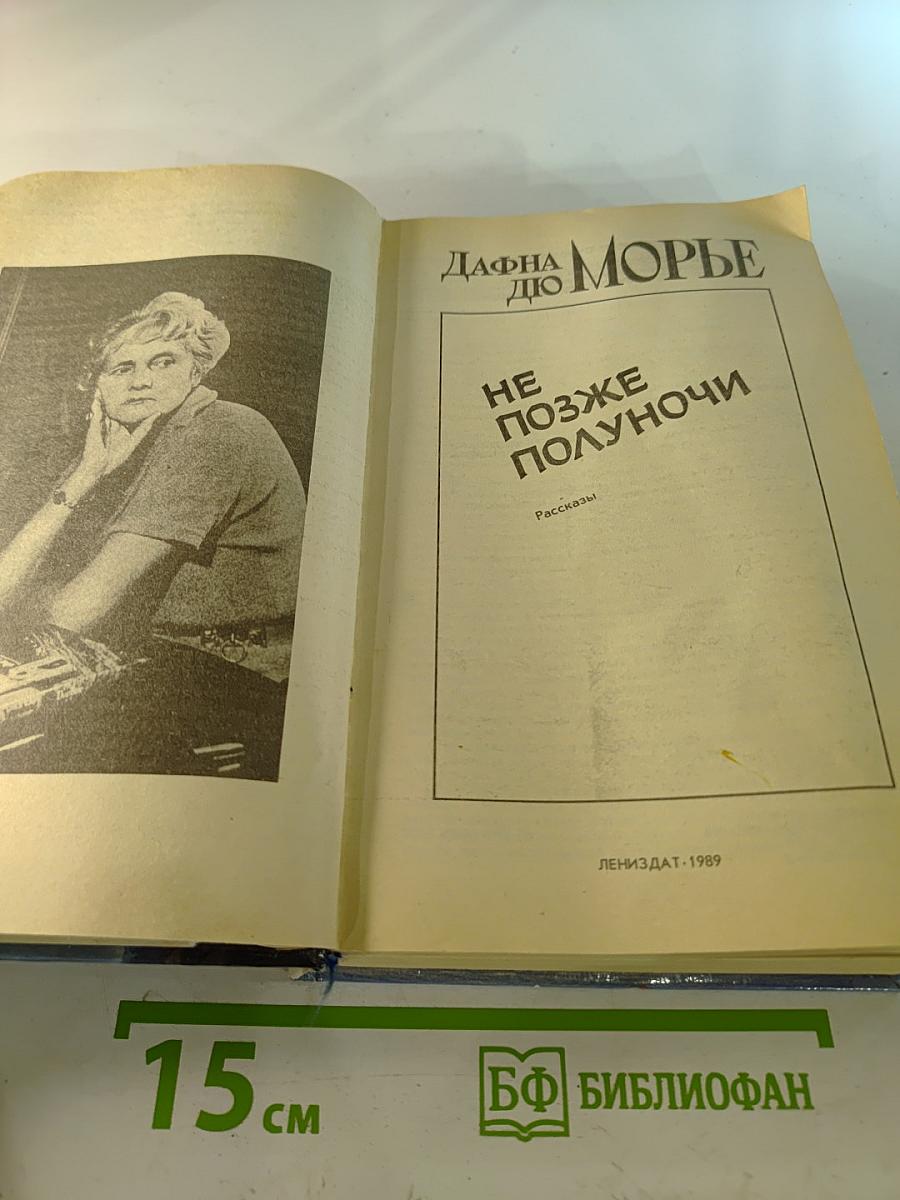 ДАФНА
ДЮ МОРЬЕ
НЕ
ПОЗЖЕ
ПОЛУНОЧИ
Рассказы
ЛЕНИЗДАТ·1989
15 см
БФ БИБЛИОФАН